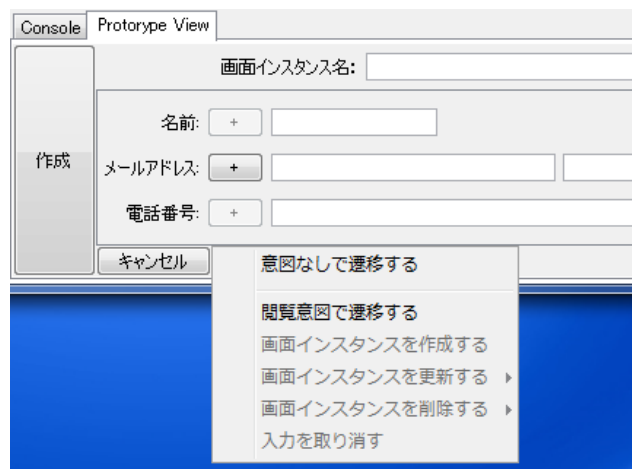 Console Protorype View
画面インスタンス名:
名前: +
作成
メールアドレス: +
電話番号: +
キャンセル
意図なしで遷移する
閲覧意図で遷移する
画面インスタンスを作成する
画面インスタンスを更新する
画面インスタンスを削除する
入力を取り消す